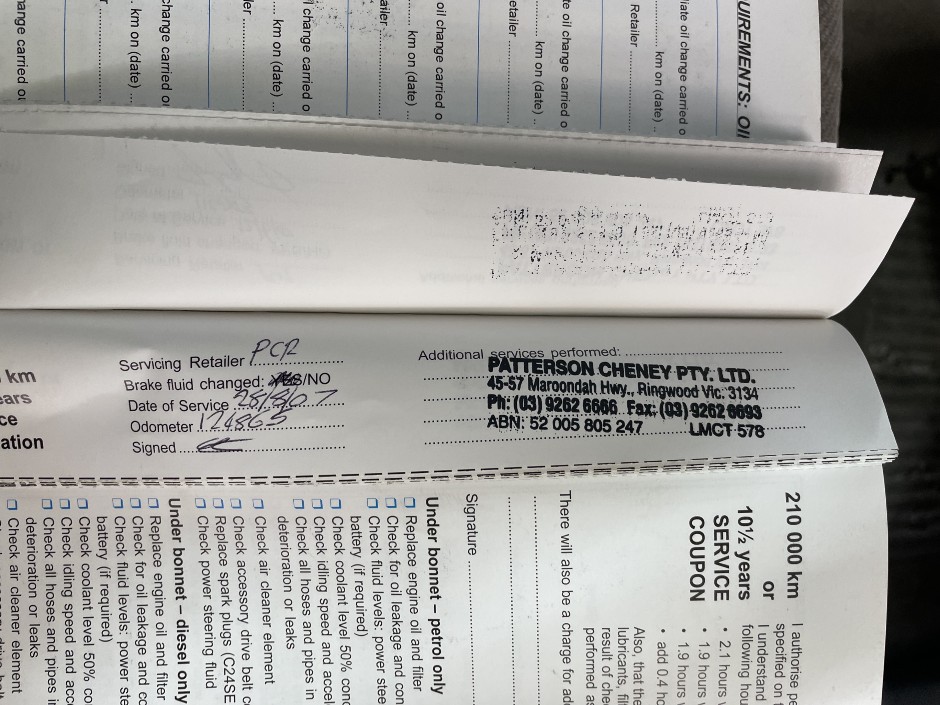 UIREMENTS: OIL
late oil change carried o
km on (date)
Retailer
te oil change carried o
km on (date)
etailer
oil change carried o
km on (date)
ailer
l change carried o
km on (date)
ler
change carried o
km on (date)
r
hange carried ou
km
ears
ce
ation
Servicing Retailer PCR
Brake fluid changed: YES/NO
Date of Service
Odometer
Signed
Additional services performed:
PATTERSON CHENEY PTY. LTD.
45-57 Maroondah Hwy., Ringwood Vic. 3134
Ph: (03) 9262 6666 Fax: (03) 9262 6693
ABN: 52 005 805 247 LMCT 578
210 000 km
or
10½ years
SERVICE
COUPON
I authorise pe
specified on t
I understand
following hou
• 2.1 hours
• 1.9 hours
• 1.9 hours
• add 0.4 ho
Also, that the
lubricants, fil
result of che
performed as
There will also be a charge for ad
Signature
Under bonnet – petrol only
❏ Replace engine oil and filter
❏ Check for oil leakage and con
❏ Check fluid levels: power stee
battery (if required)
❏ Check coolant level 50% conc
❏ Check idling speed and accel
❏ Check all hoses and pipes in
deterioration or leaks
❏ Check air cleaner element
❏ Check accessory drive belt co
❏ Replace spark plugs (C24SE
❏ Check power steering fluid
Under bonnet – diesel only
❏ Replace engine oil and filter
❏ Check for oil leakage and co
❏ Check fluid levels: power ste
battery (if required)
❏ Check coolant level 50% co
❏ Check idling speed and acc
❏ Check all hoses and pipes i
deterioration or leaks
❏ Check air cleaner element